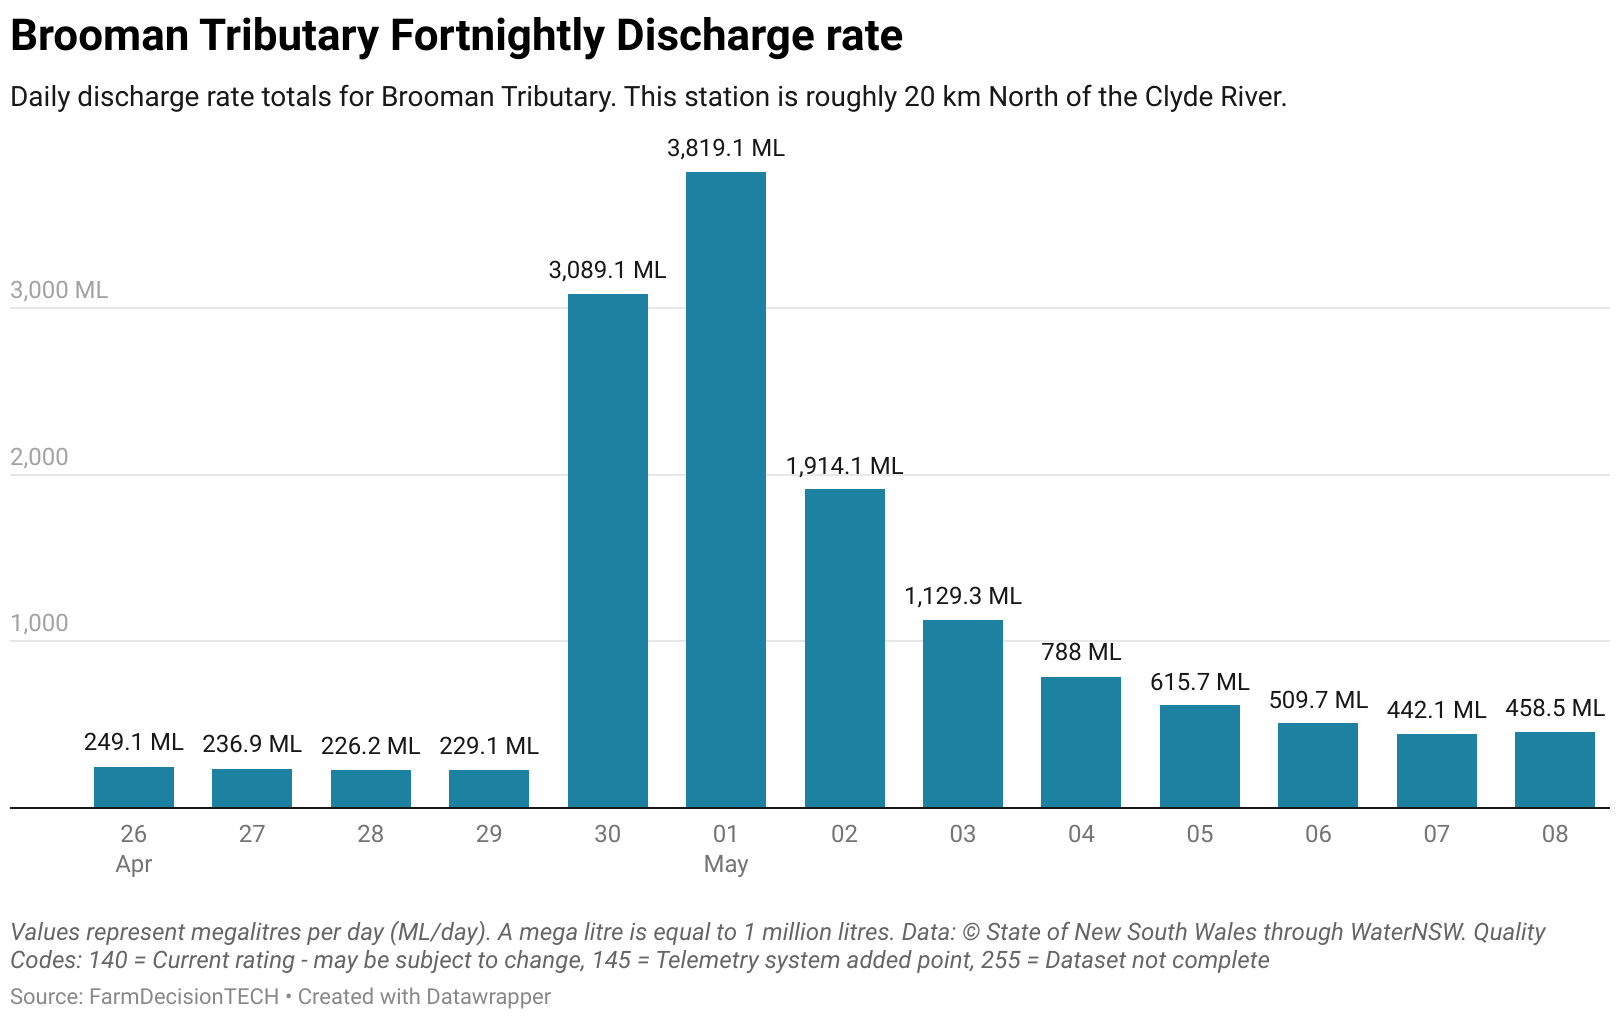 Brooman Tributary Fortnightly Discharge rate
Daily discharge rate totals for Brooman Tributary. This station is roughly 20 km North of the Clyde River.
3,819.1 ML
3,089.1 ML
3,000 ML
2,000
1,914.1 ML
1,129.3 ML
1,000
788 ML
615.7 ML
509.7 ML
442.1 ML
458.5 ML
249.1 ML
236.9 ML
226.2 ML
229.1 ML
26 27 28 29 30 01 02 03 04 05 06 07 08
Apr May
Values represent megalitres per day (ML/day). A mega litre is equal to 1 million litres. Data: © State of New South Wales through WaterNSW. Quality
Codes: 140 = Current rating - may be subject to change, 145 = Telemetry system added point, 255 = Dataset not complete
Source: FarmDecisionTECH • Created with Datawrapper